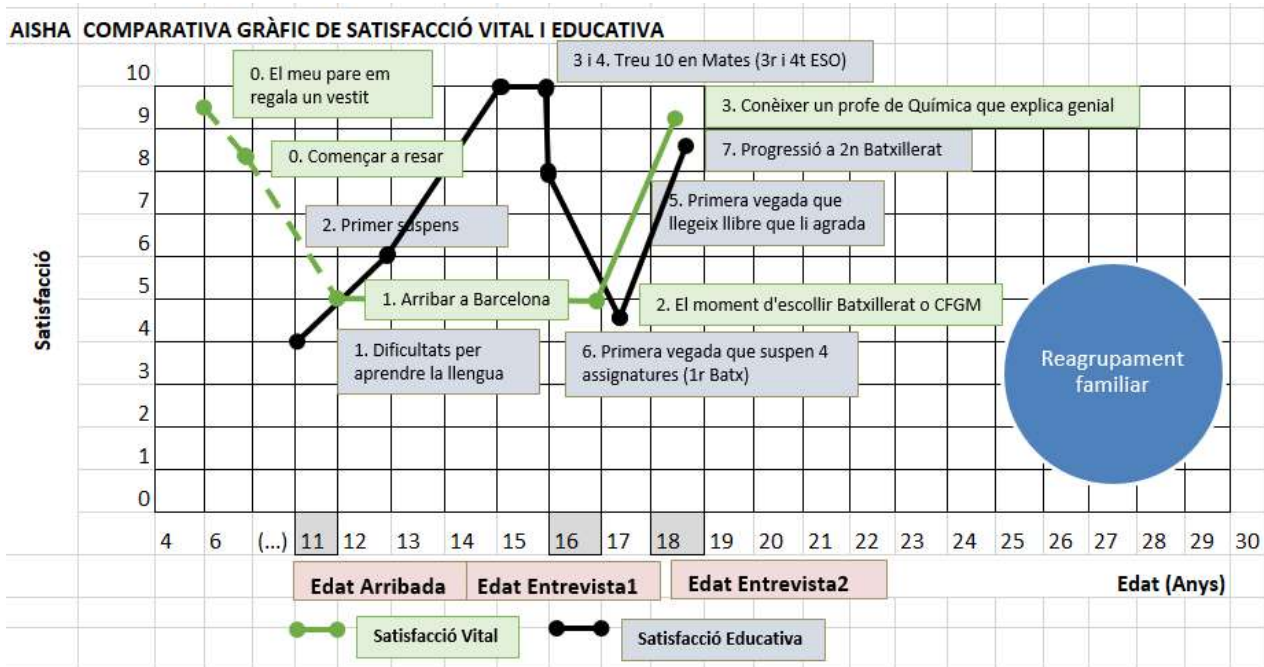 AISHA COMPARATIVA GRÀFIC DE SATISFACCIÓ VITAL I EDUCATIVA
3 i 4. Treu 10 en Mates (3r i 4t ESO)
0. El meu pare em
regala un vestit
3. Conèixer un profe de Química que explica genial
0. Començar a resar
7. Progressió a 2n Batxillerat
5. Primera vegada que
llegeix llibre que li agrada
2. Primer suspens
1. Arribar a Barcelona
2. El moment d'escollir Batxillerat o CFGM
1. Dificultats per
aprendre la llengua
6. Primera vegada que suspen 4
assignatures (1r Batx)
Reagrupament
familiar
Satisfacció
10
9
8
7
6
5
4
3
2
1
0
4 6 (...) 11 12 13 14 15 16 17 18 19 20 21 22 23 24 25 26 27 28 29 30
Edat Arribada Edat Entrevista1 Edat Entrevista2 Edat (Anys)
Satisfacció Vital Satisfacció Educativa